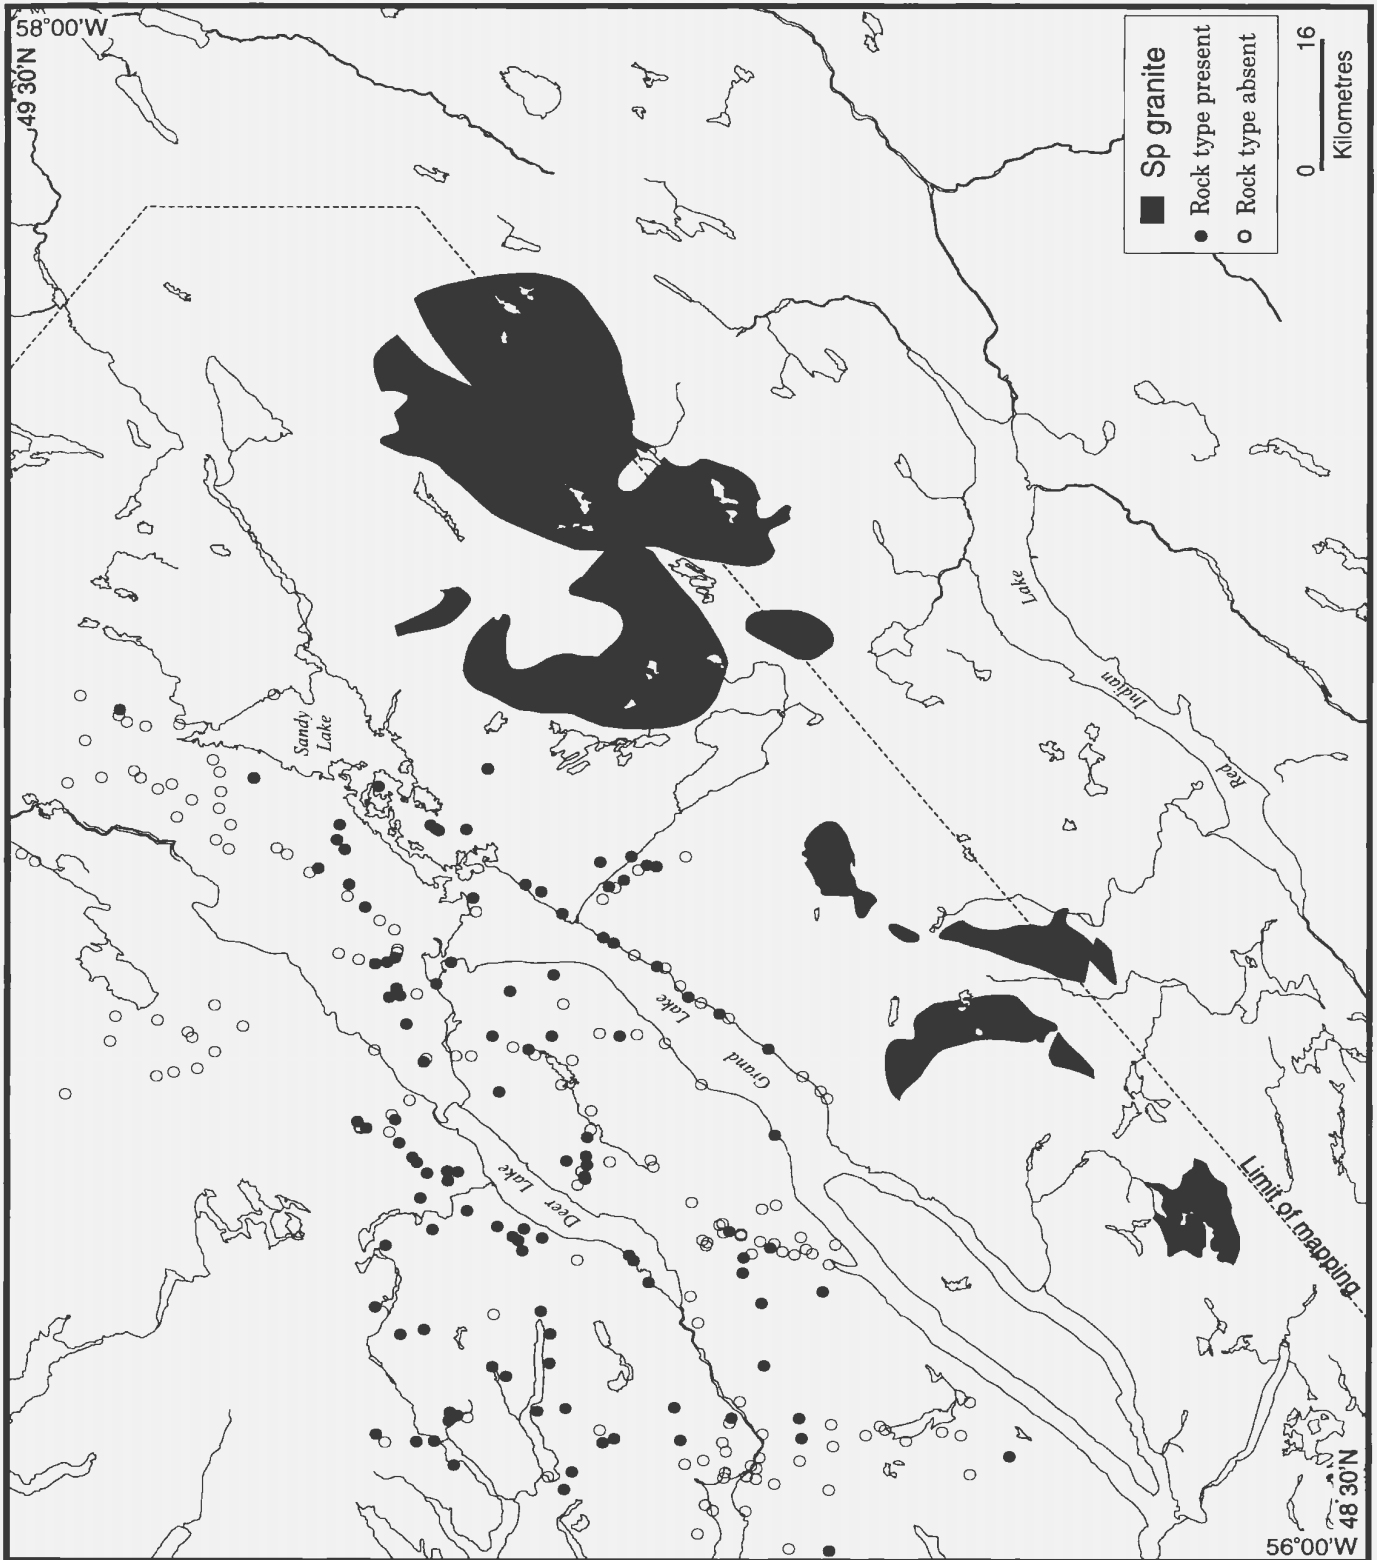 58°00'W
49°30'N
Sp granite
Rock type present
Rock type absent
0 16
Kilometres
Sandy
Lake
Lake
Indian
Red
Grand
Lake
Deer
Lake
Limit of mapping
48°30'N
56°00'W